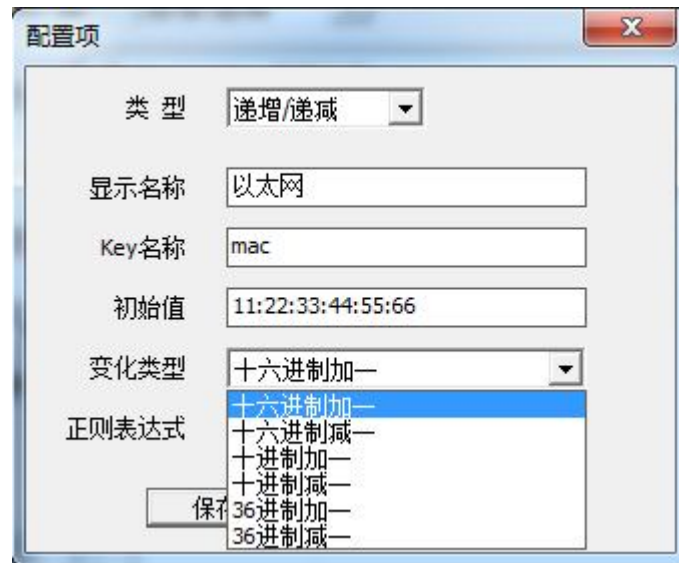 配置项
类 型 递增/递减
显示名称 以太网
Key名称 mac
初始值 11:22:33:44:55:66
变化类型 十六进制加一
十六进制加一
正则表达式 十六进制减一
十进制加一
十进制减一
保存 36进制加一
36进制减一